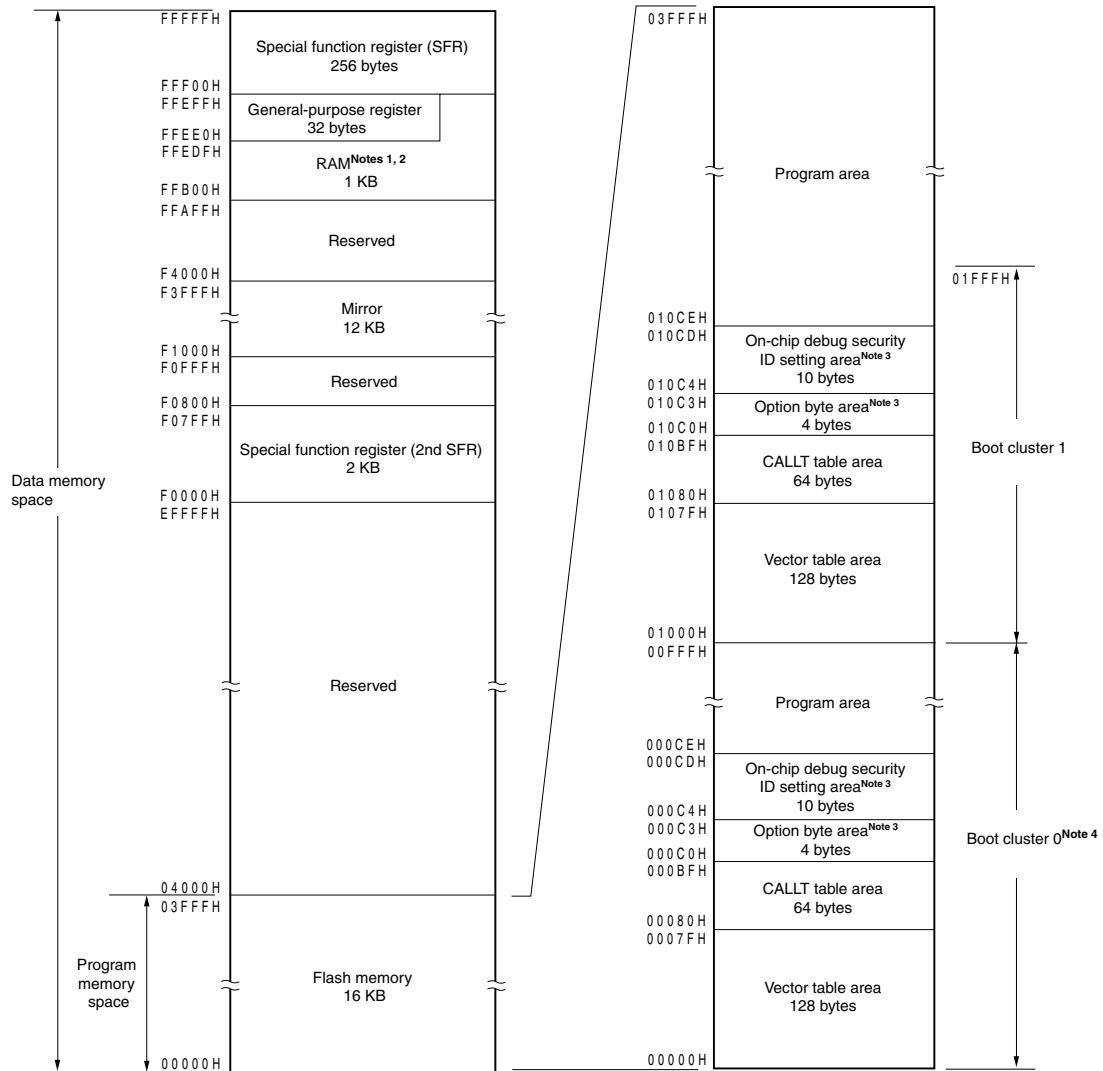 FFFFFH
Special function register (SFR)
256 bytes
FFF00H
FFEFFH
General-purpose register
32 bytes
FFEE0H
FFEDFH
RAMNotes 1, 2
1 KB
FFB00H
FFAFFH
Reserved
F4000H
F3FFFH
Mirror
12 KB
F1000H
F0FFFH
Reserved
F0800H
F07FFH
Special function register (2nd SFR)
2 KB
Data memory
space
F0000H
EFFFFH
Reserved
04000H
03FFFH
Program
memory
space
Flash memory
16 KB
00000H
03FFFH
Program area
01FFFH
010CEH
010CDH
On-chip debug security
ID setting areaNote 3
10 bytes
010C4H
010C3H
Option byte areaNote 3
4 bytes
010C0H
010BFH
Boot cluster 1
CALLT table area
64 bytes
01080H
0107FH
Vector table area
128 bytes
01000H
00FFFH
Program area
000CEH
000CDH
On-chip debug security
ID setting areaNote 3
10 bytes
000C4H
000C3H
Option byte areaNote 3
4 bytes
Boot cluster 0Note 4
000C0H
000BFH
CALLT table area
64 bytes
00080H
0007FH
Vector table area
128 bytes
00000H